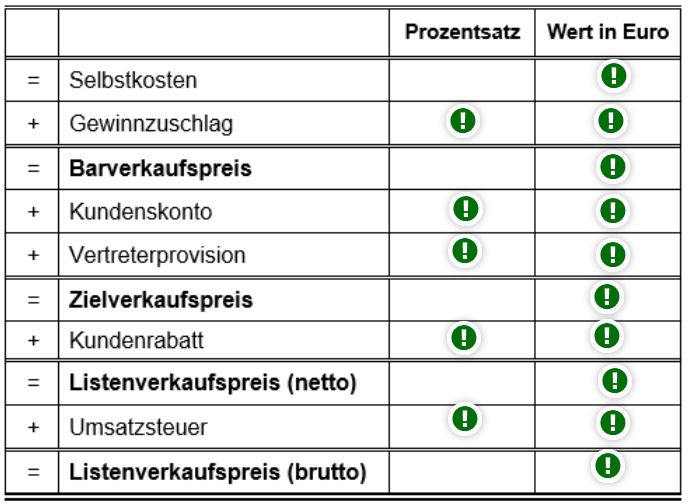 Prozentsatz Wert in Euro
= Selbstkosten !
+ Gewinnzuschlag ! !
= Barverkaufspreis !
+ Kundenskonto ! !
+ Vertreterprovision ! !
= Zielverkaufspreis !
+ Kundenrabatt ! !
= Listenverkaufspreis (netto) !
+ Umsatzsteuer ! !
= Listenverkaufspreis (brutto) !